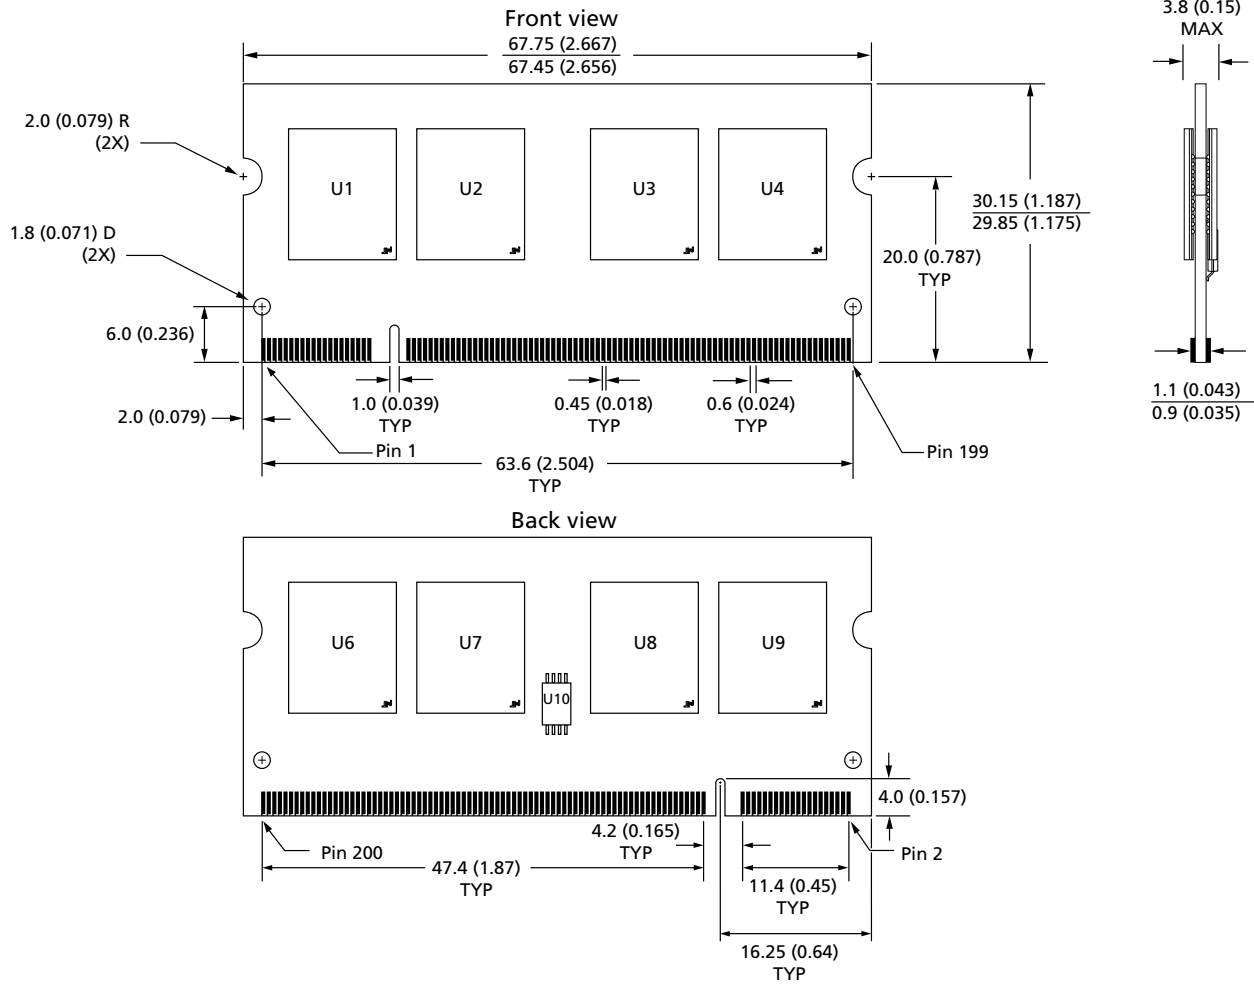 Front view
67.75 (2.667)
67.45 (2.656)
3.8 (0.15)
MAX
2.0 (0.079) R
(2X)
U1
U2
U3
U4
1.8 (0.071) D
(2X)
30.15 (1.187)
29.85 (1.175)
20.0 (0.787)
TYP
6.0 (0.236)
2.0 (0.079)
1.0 (0.039)
TYP
0.45 (0.018)
TYP
0.6 (0.024)
TYP
1.1 (0.043)
0.9 (0.035)
Pin 1
Pin 199
63.6 (2.504)
TYP
Back view
U6
U7
U8
U9
U10
4.0 (0.157)
4.2 (0.165)
TYP
Pin 200
Pin 2
47.4 (1.87)
TYP
11.4 (0.45)
TYP
16.25 (0.64)
TYP